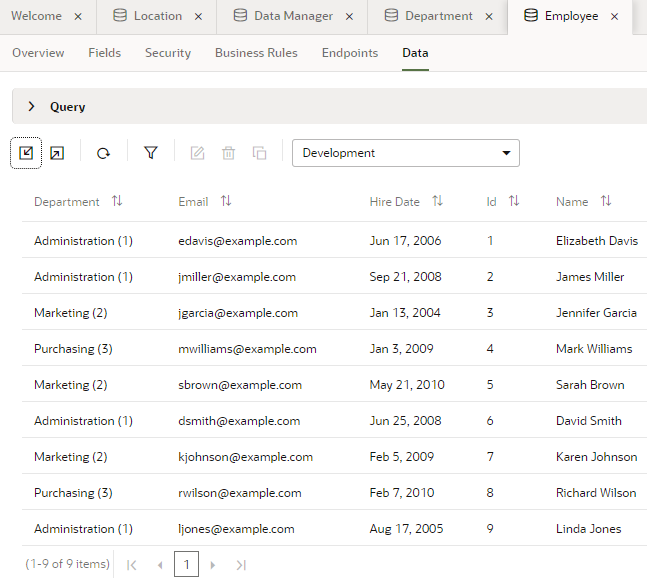 Welcome × Location × Data Manager × Department × Employee ×
Overview Fields Security Business Rules Endpoints Data
Query
Development
Department Email Hire Date Id Name
Administration (1) edavis@example.com Jun 17, 2006 1 Elizabeth Davis
Administration (1) jmiller@example.com Sep 21, 2008 2 James Miller
Marketing (2) jgarcia@example.com Jan 13, 2004 3 Jennifer Garcia
Purchasing (3) mwilliams@example.com Jan 3, 2009 4 Mark Williams
Marketing (2) sbrown@example.com May 21, 2010 5 Sarah Brown
Administration (1) dsmith@example.com Jun 25, 2008 6 David Smith
Marketing (2) kjohnson@example.com Feb 5, 2009 7 Karen Johnson
Purchasing (3) rwilson@example.com Feb 7, 2010 8 Richard Wilson
Administration (1) ljones@example.com Aug 17, 2005 9 Linda Jones
(1-9 of 9 items) 1